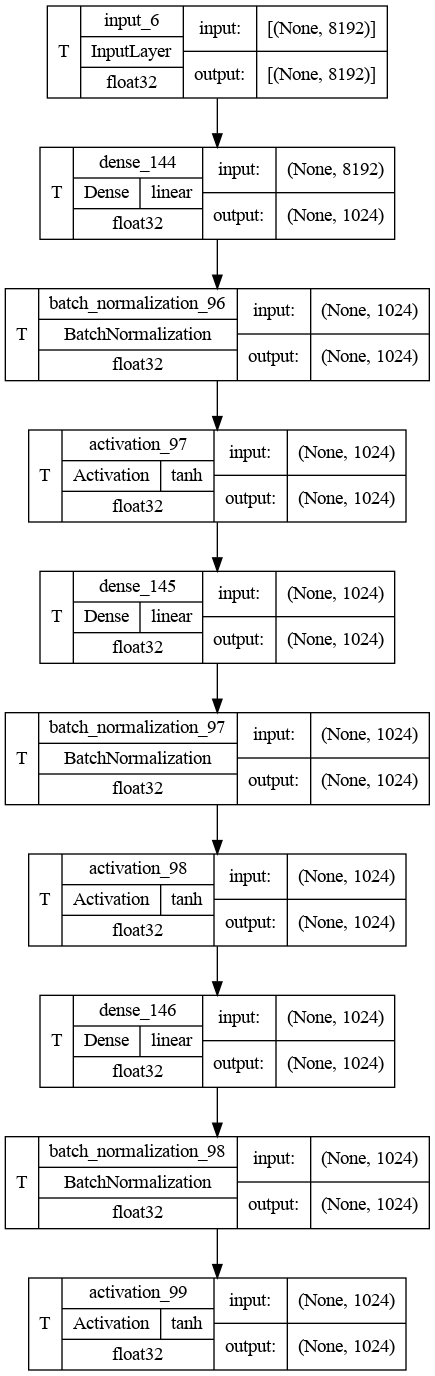 T
input_6
InputLayer
float32
input:
[(None, 8192)]
output:
[(None, 8192)]
T
dense_144
Dense linear
float32
input:
(None, 8192)
output:
(None, 1024)
T
batch_normalization_96
BatchNormalization
float32
input:
(None, 1024)
output:
(None, 1024)
T
activation_97
Activation tanh
float32
input:
(None, 1024)
output:
(None, 1024)
T
dense_145
Dense linear
float32
input:
(None, 1024)
output:
(None, 1024)
T
batch_normalization_97
BatchNormalization
float32
input:
(None, 1024)
output:
(None, 1024)
T
activation_98
Activation tanh
float32
input:
(None, 1024)
output:
(None, 1024)
T
dense_146
Dense linear
float32
input:
(None, 1024)
output:
(None, 1024)
T
batch_normalization_98
BatchNormalization
float32
input:
(None, 1024)
output:
(None, 1024)
T
activation_99
Activation tanh
float32
input:
(None, 1024)
output:
(None, 1024)